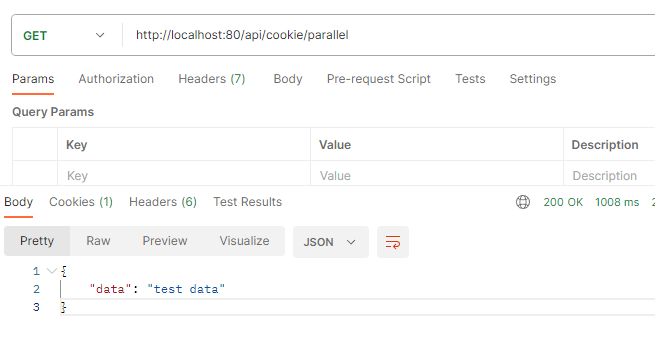 GET http://localhost:80/api/cookie/parallel
Params Authorization Headers (7) Body Pre-request Script Tests Settings
Query Params
Key Value Description
Key Value Description
Body Cookies (1) Headers (6) Test Results 200 OK 1008 ms
Pretty Raw Preview Visualize JSON
1 {
2 "data": "test data"
3 }